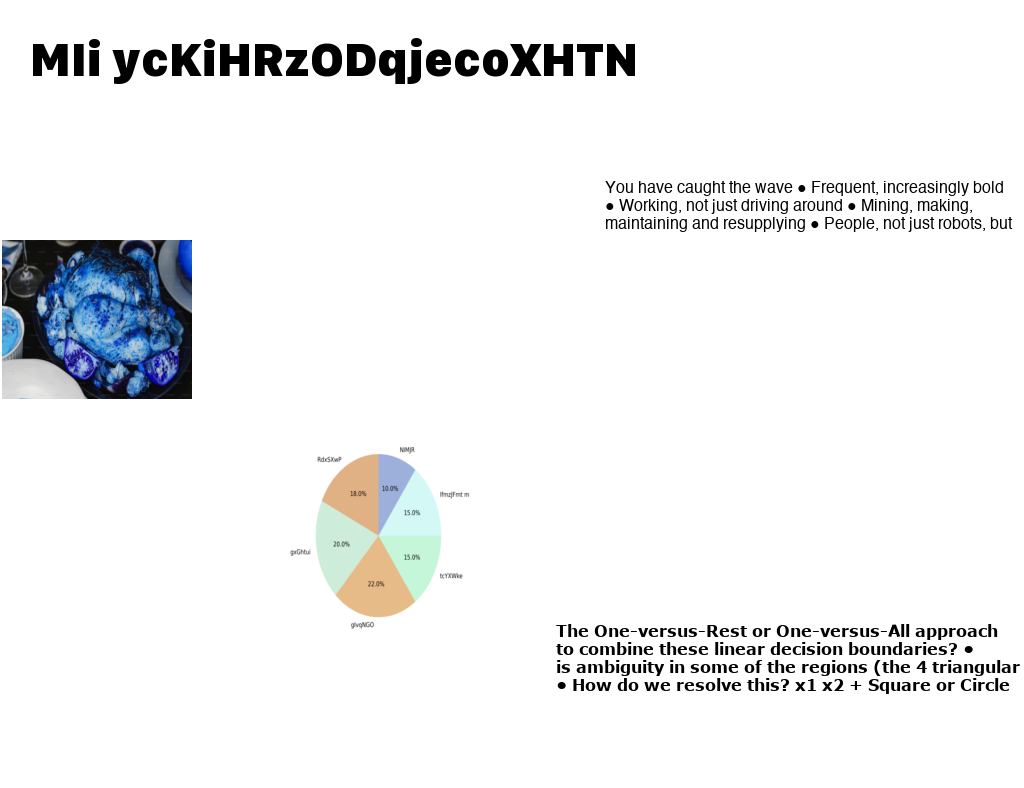 MIi ycKiHRzODqjecoXHTN
You have caught the wave ● Frequent, increasingly bold
● Working, not just driving around ● Mining, making,
maintaining and resupplying ● People, not just robots, but
NIMJR
RdxSXwP
10.0%
18.0%
IfmzJFmt m
15.0%
20.0%
gxGhtui
15.0%
tcYXWke
22.0%
glvqNGO
The One-versus-Rest or One-versus-All approach
to combine these linear decision boundaries? ●
is ambiguity in some of the regions (the 4 triangular
● How do we resolve this? x1 x2 + Square or Circle